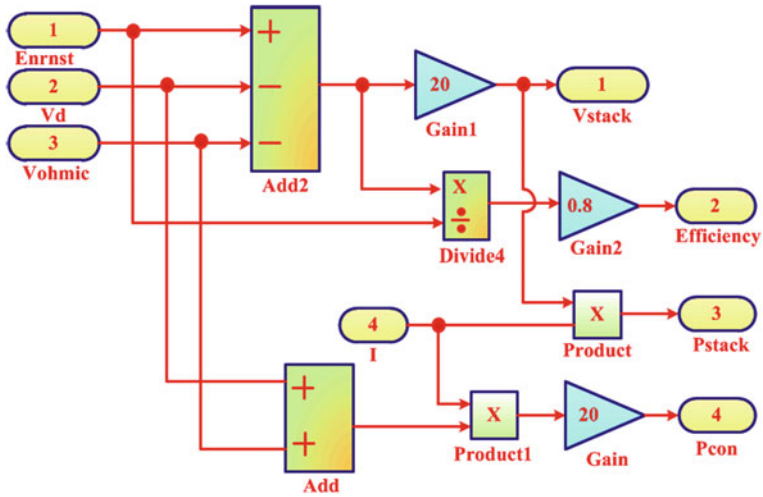 1
Enrnst
2
Vd
3
Vohmic
+
−
−
Add2
20
Gain1
1
Vstack
X
÷
Divide4
0.8
Gain2
2
Efficiency
4
I
X
Product
3
Pstack
+
+
Add
X
Product1
20
Gain
4
Pcon